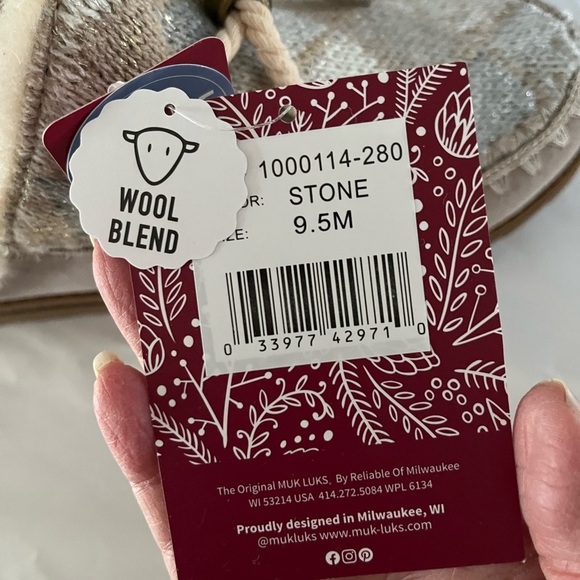 WOOL
BLEND
1000114-280
OR: STONE
ZE: 9.5M
0 33977 42971 0
The Original MUK LUKS, By Reliable Of Milwaukee
WI 53214 USA 414.272.5084 WPL 6134
Proudly designed in Milwaukee, WI
@mukluks www.muk-luks.com